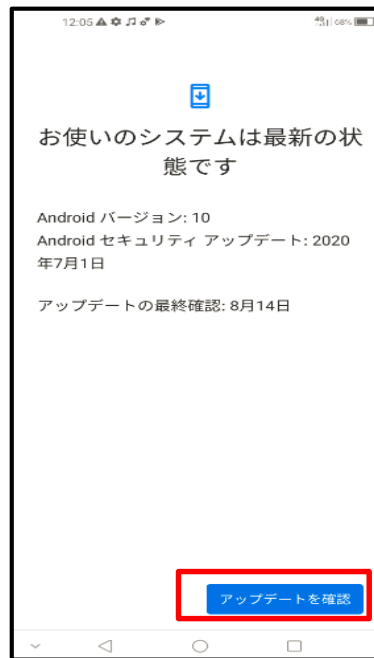 12:05
68%
お使いのシステムは最新の状
態です
Android バージョン: 10
Android セキュリティ アップデート: 2020
年7月1日
アップデートの最終確認: 8月14日
アップデートを確認